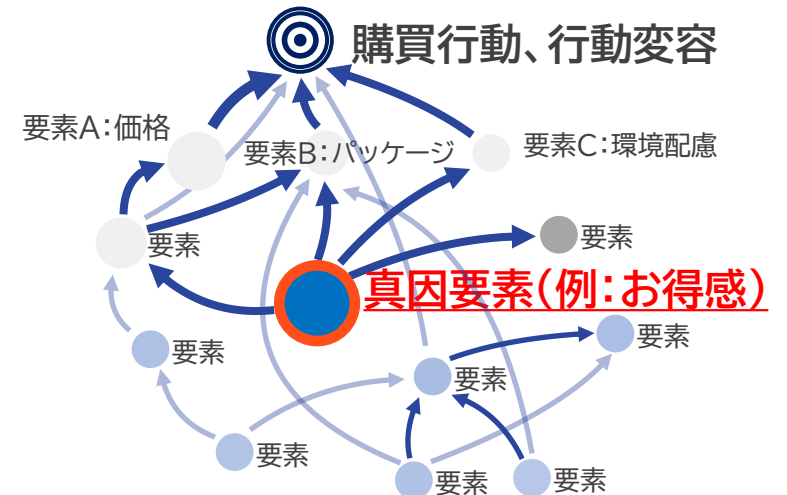 購買行動、行動変容
要素A：価格
要素B：パッケージ
要素C：環境配慮
要素
要素
真因要素（例：お得感）
要素
要素
要素
要素
要素
要素